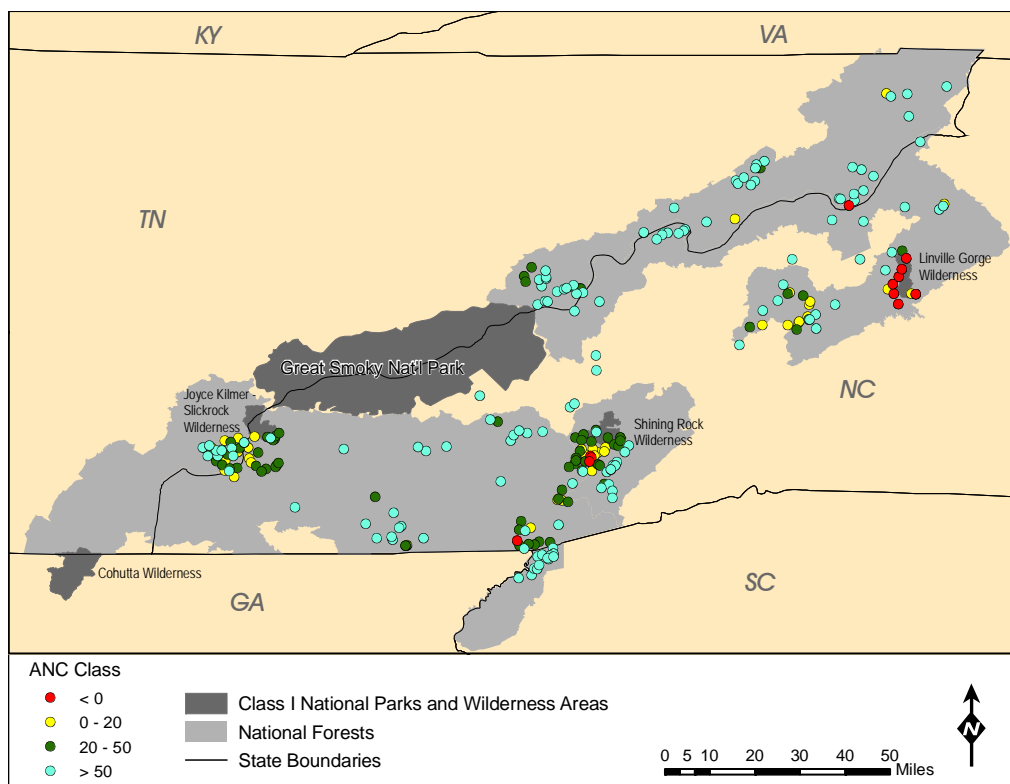 KY
VA
TN
Linville Gorge
Wilderness
Great Smoky Nat'l Park
NC
Joyce Kilmer -
Slickrock
Wilderness
Shining Rock
Wilderness
Cohutta Wilderness
GA
SC
ANC Class
< 0
0 - 20
20 - 50
> 50
Class I National Parks and Wilderness Areas
National Forests
State Boundaries
N
0 5 10 20 30 40 50
Miles